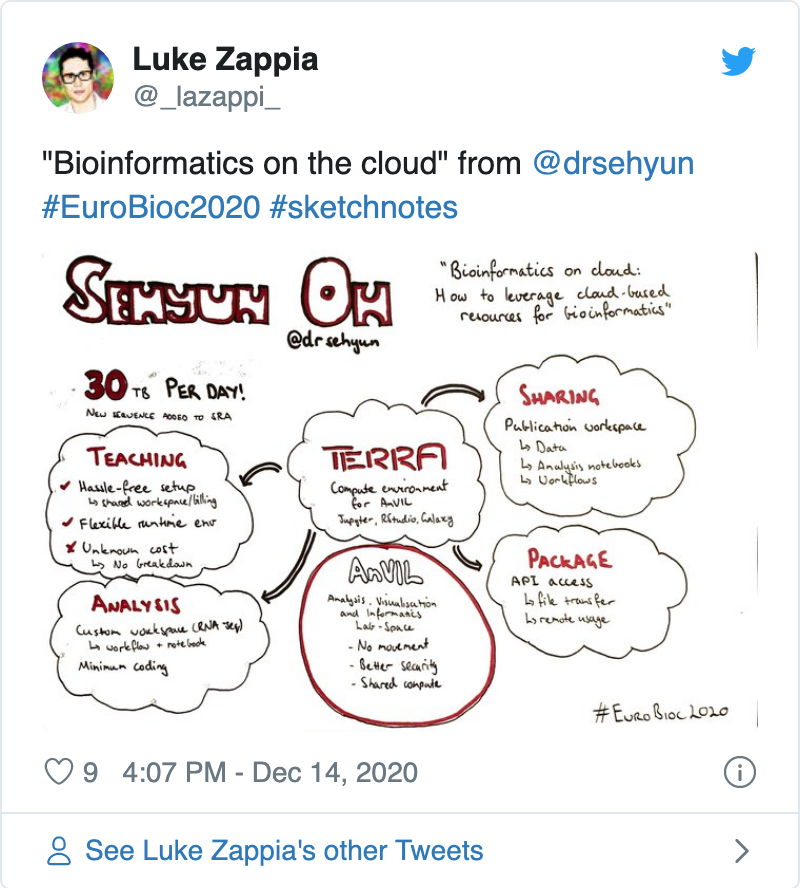 Luke Zappia
@_lazappi_
"Bioinformatics on the cloud" from @drsehyun
#EuroBioc2020 #sketchnotes
SEHYUN OH
@drsehyun
"Bioinformatics on cloud:
How to leverage cloud-based
resources for bioinformatics"
30 TB PER DAY!
NEW SEQUENCE ADDED TO SRA
TEACHING
✓ Hassle-free setup
↳ shared workspace/billing
✓ Flexible runtime env
✗ Unknown cost
↳ No breakdown
ANALYSIS
Custom workspace (RNA seq)
↳ workflow + notebook
Minimum coding
TERRA
Compute environment
for AnVIL
Jupyter, RStudio, Galaxy
AnVIL
Analysis, Visualisation
and Informatics
Lab-Space
- No movement
- Better security
- Shared compute
SHARING
Publication workspace
↳ Data
↳ Analysis notebooks
↳ Workflows
PACKAGE
API access
↳ file transfer
↳ remote usage
#EuroBioc2020
9 4:07 PM - Dec 14, 2020
See Luke Zappia's other Tweets